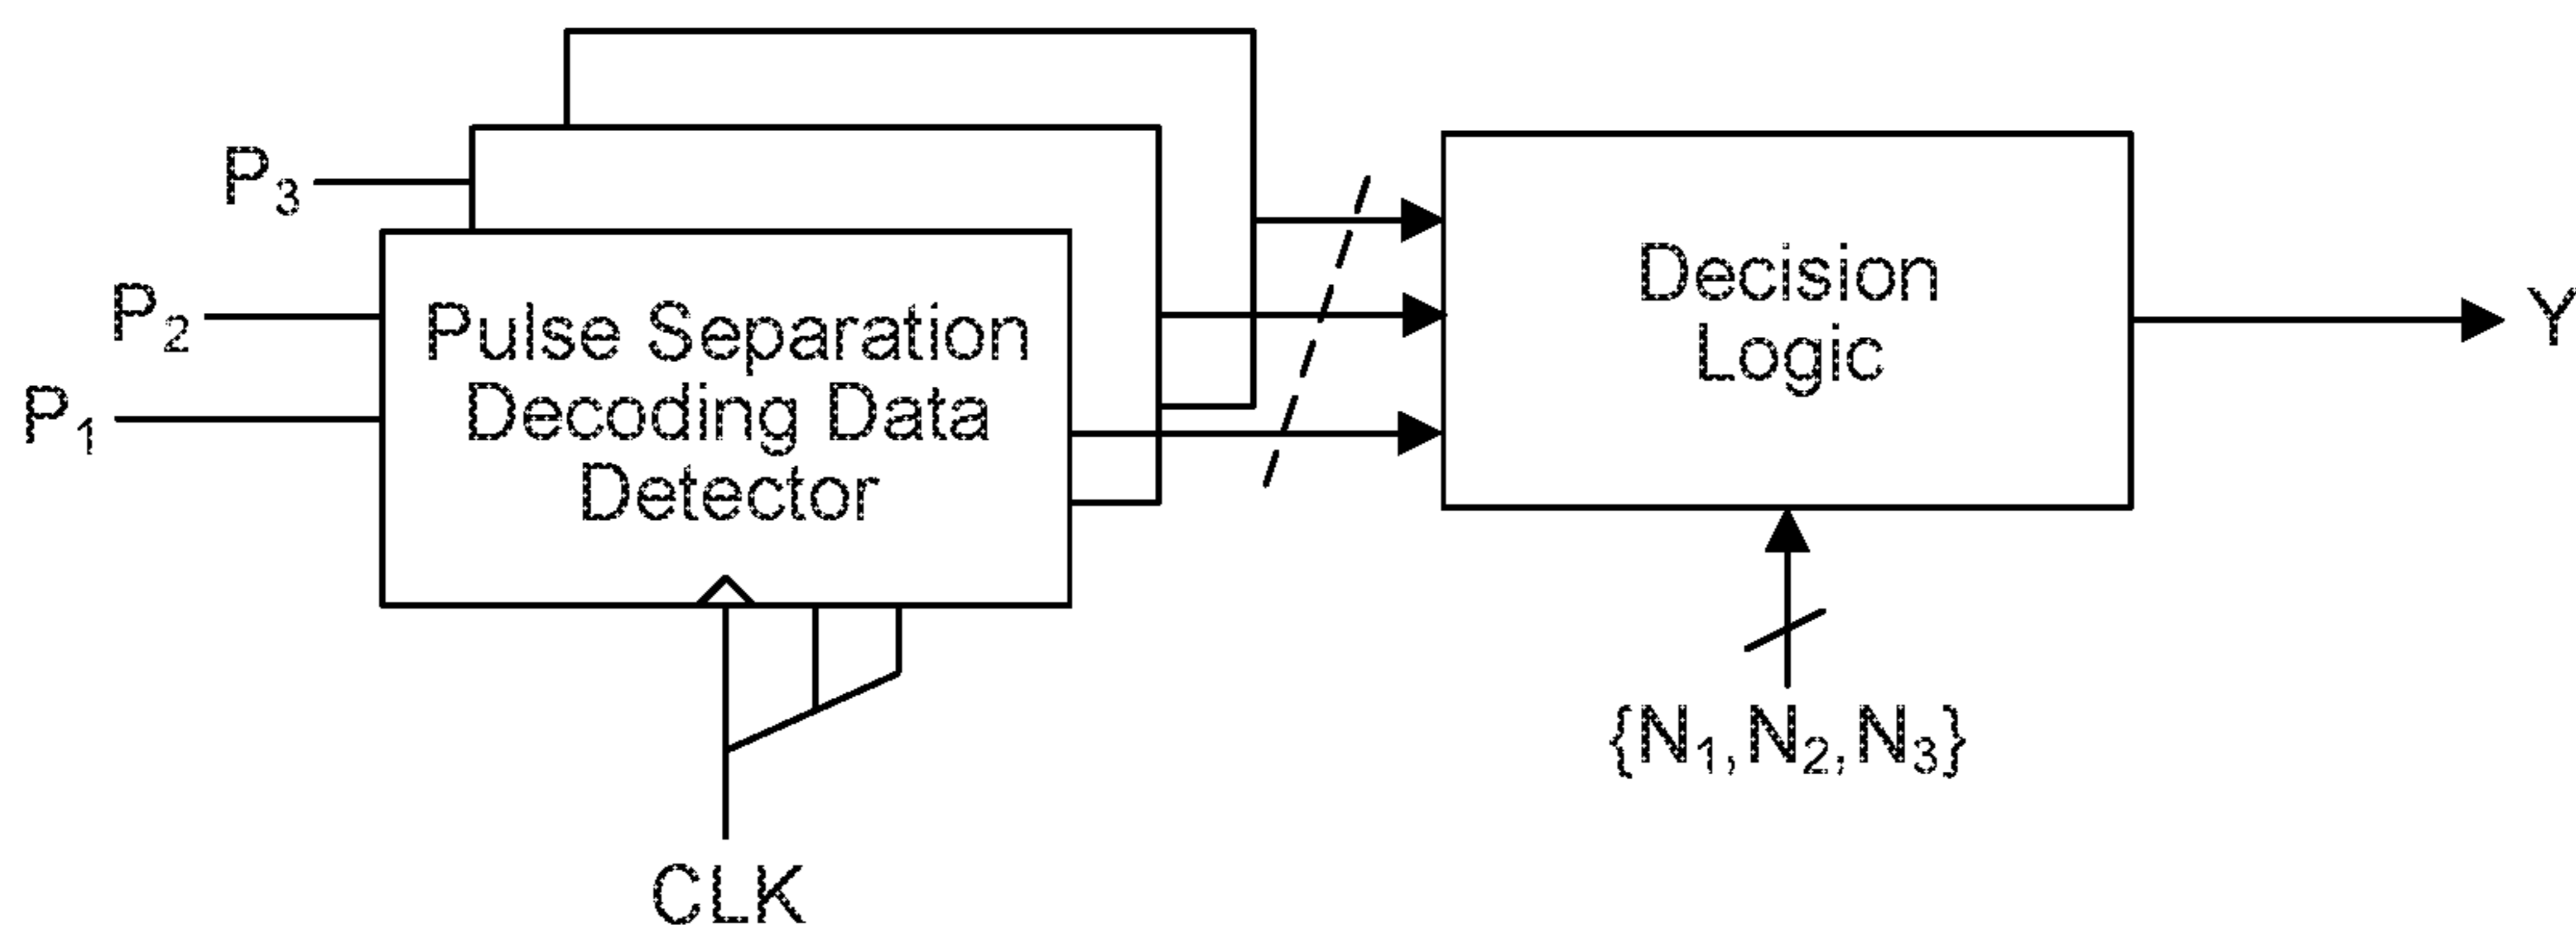 P3
P2
P1
Pulse Separation
Decoding Data
Detector
CLK
Decision
Logic
{N1,N2,N3}
Y